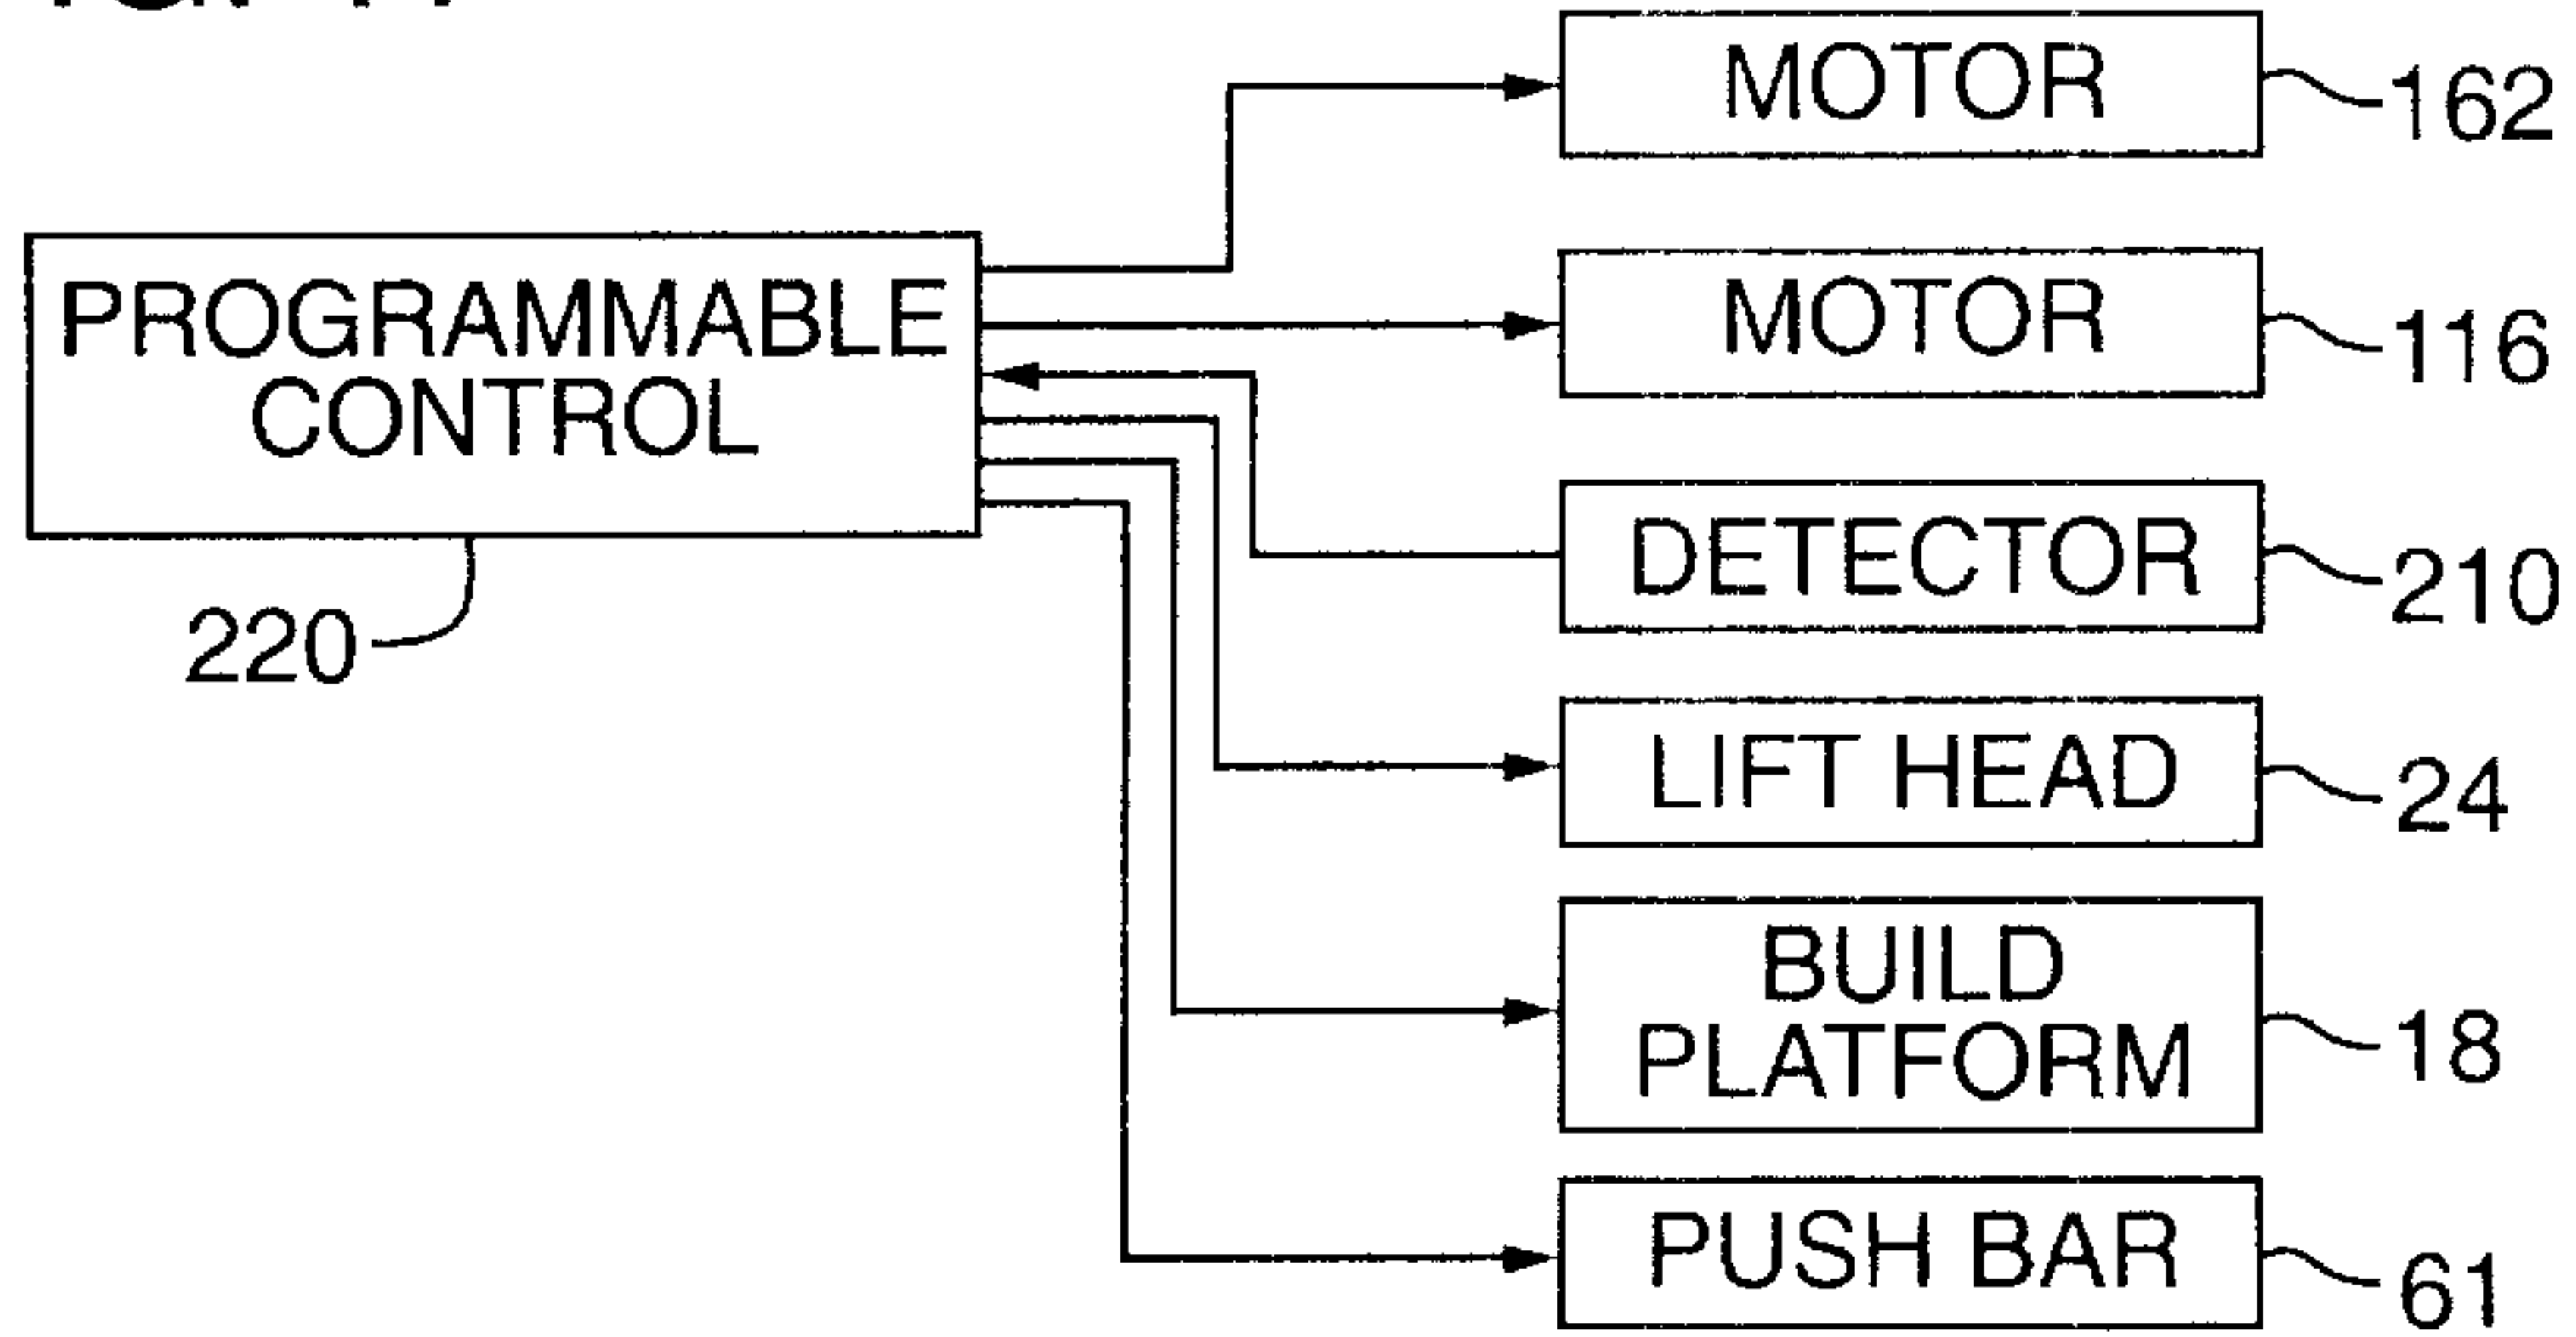 MOTOR
162
PROGRAMMABLE
CONTROL
220
MOTOR
116
DETECTOR
210
LIFT HEAD
24
BUILD
PLATFORM
18
PUSH BAR
61